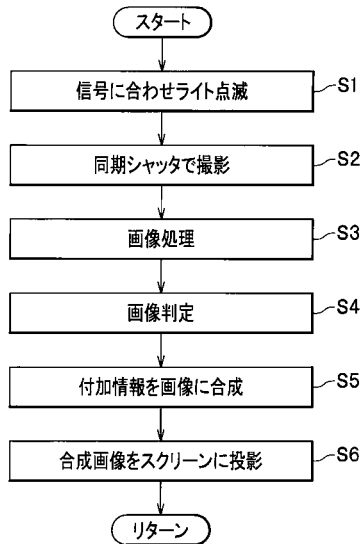 スタート
信号に合わせライト点滅 S1
同期シャッタで撮影 S2
画像処理 S3
画像判定 S4
付加情報を画像に合成 S5
合成画像をスクリーンに投影 S6
リターン